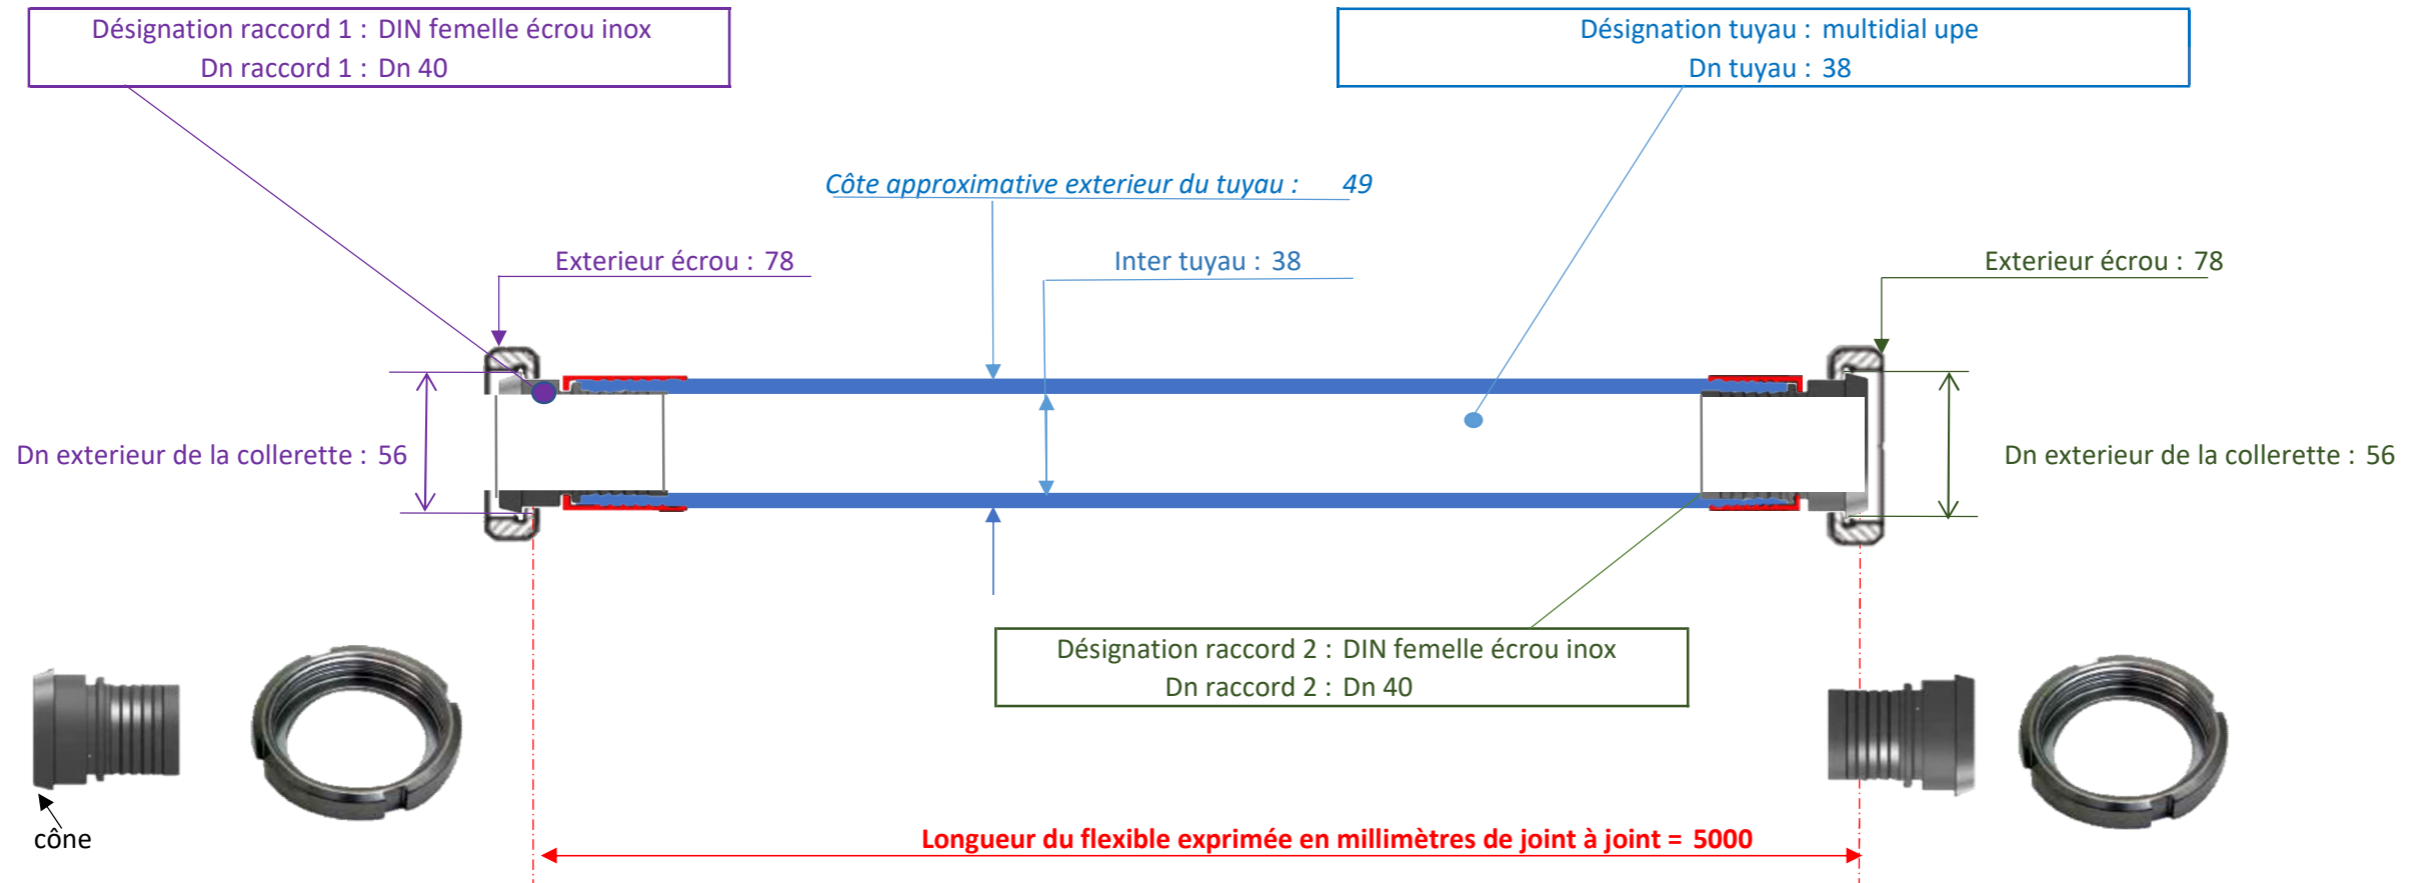 Désignation raccord 1 : DIN femelle écrou inox
Dn raccord 1 : Dn 40
Désignation tuyau : multidial upe
Dn tuyau : 38
Côte approximative exterieur du tuyau : 49
Exterieur écrou : 78
Inter tuyau : 38
Exterieur écrou : 78
Dn exterieur de la collerette : 56
Dn exterieur de la collerette : 56
Désignation raccord 2 : DIN femelle écrou inox
Dn raccord 2 : Dn 40
cône
Longueur du flexible exprimée en millimètres de joint à joint = 5000